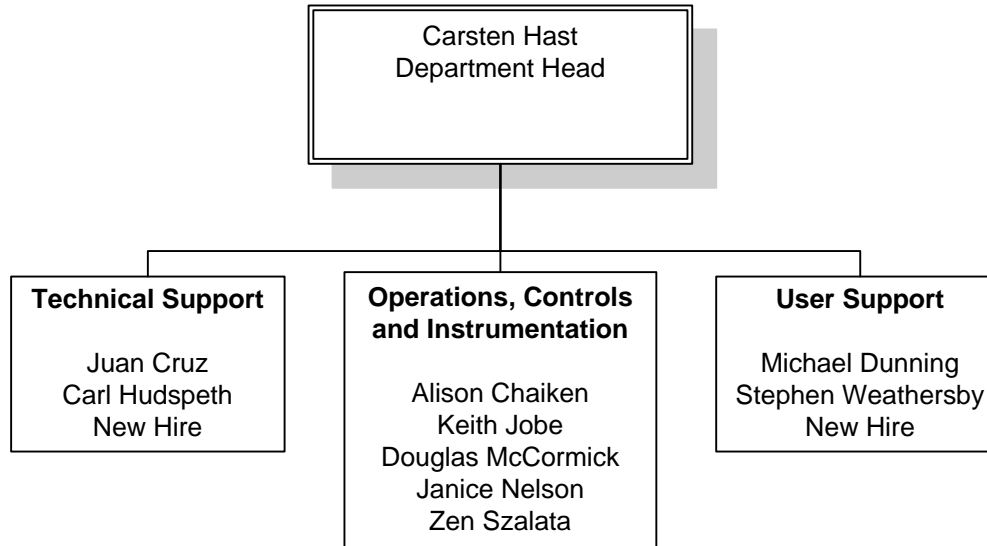 Carsten Hast
Department Head
Technical Support
Juan Cruz
Carl Hudspeth
New Hire
Operations, Controls
and Instrumentation
Alison Chaiken
Keith Jobe
Douglas McCormick
Janice Nelson
Zen Szalata
User Support
Michael Dunning
Stephen Weathersby
New Hire